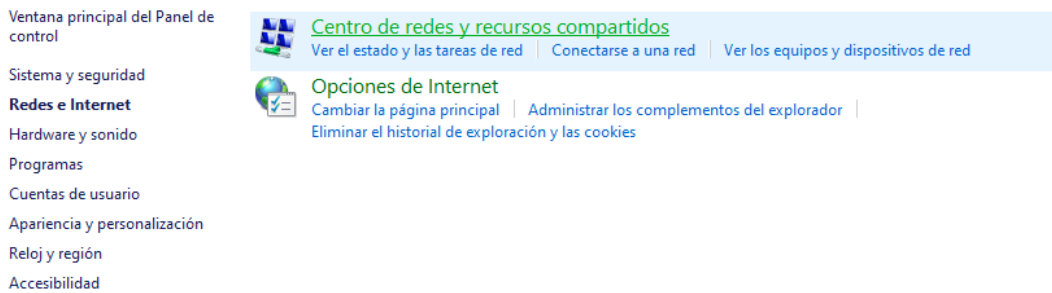 Ventana principal del Panel de
control
Sistema y seguridad
Redes e Internet
Hardware y sonido
Programas
Cuentas de usuario
Apariencia y personalización
Reloj y región
Accesibilidad
Centro de redes y recursos compartidos
Ver el estado y las tareas de red Conectarse a una red Ver los equipos y dispositivos de red
Opciones de Internet
Cambiar la página principal Administrar los complementos del explorador
Eliminar el historial de exploración y las cookies